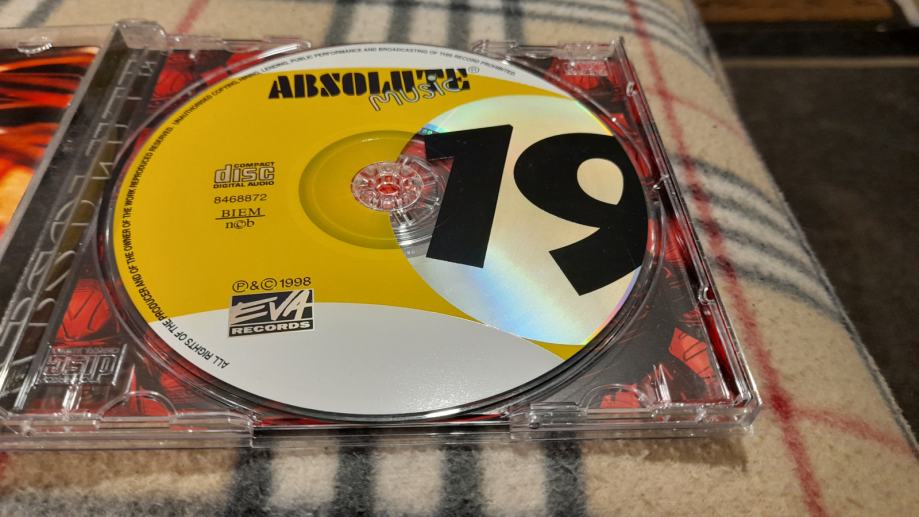 UNAUTHORISED COPYING, HIRING, LENDING, PUBLIC PERFORMANCE AND BROADCASTING OF THIS RECORD PROHIBITED.
ABSOLUTE®
MUSIC
19
COMPACT
disc
DIGITAL AUDIO
8468872
BIEM
n©b
Ⓟ&© 1998
EVA
RECORDS
ALL RIGHTS OF THE PRODUCER AND OF THE OWNER OF THE WORK REPRODUCED RESERVED.
disc